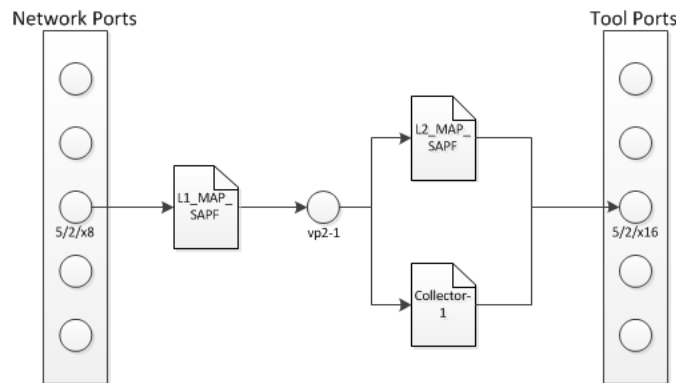 Network Ports
Tool Ports
L2_MAP_
SAPF
L1_MAP_
SAPF
5/2/x8
vp2-1
5/2/x16
Collector-
1